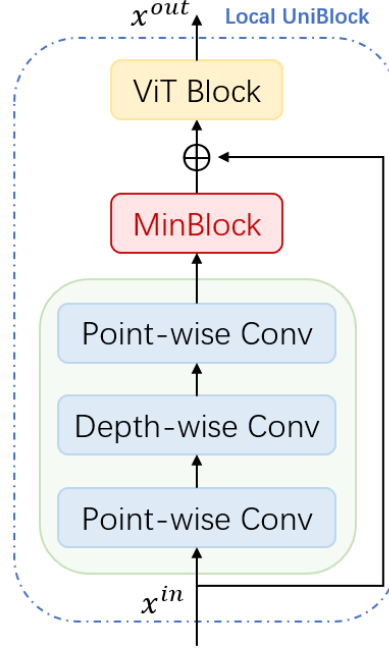 x^{out}
Local UniBlock
ViT Block
⊕
MinBlock
Point-wise Conv
Depth-wise Conv
Point-wise Conv
x^{in}